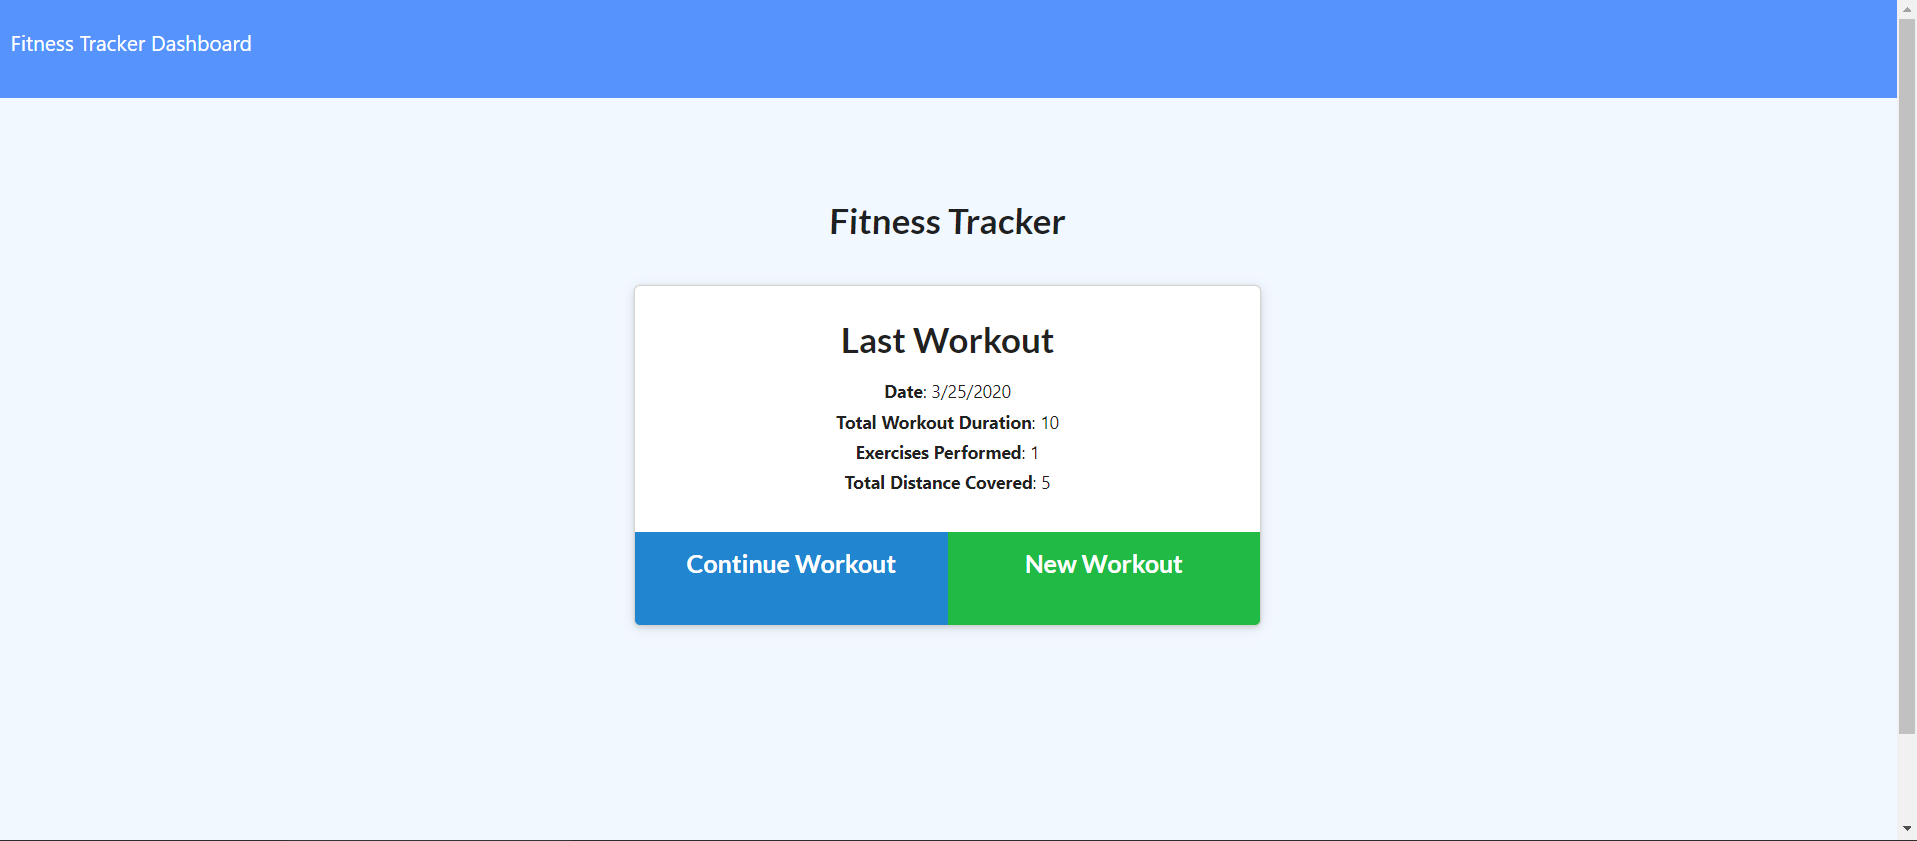 Fitness Tracker Dashboard
Fitness Tracker
Last Workout
Date: 3/25/2020
Total Workout Duration: 10
Exercises Performed: 1
Total Distance Covered: 5
Continue Workout
New Workout